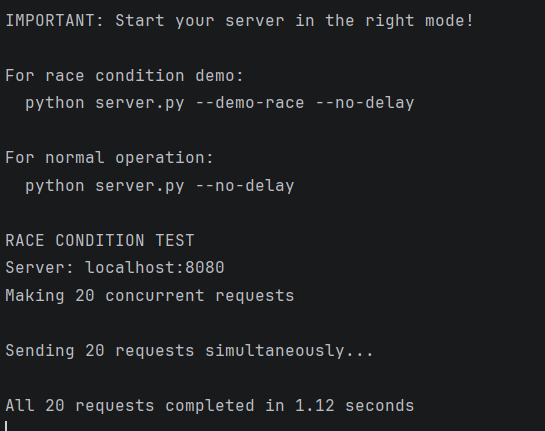 IMPORTANT: Start your server in the right mode!
For race condition demo:
python server.py --demo-race --no-delay
For normal operation:
python server.py --no-delay
RACE CONDITION TEST
Server: localhost:8080
Making 20 concurrent requests
Sending 20 requests simultaneously...
All 20 requests completed in 1.12 seconds